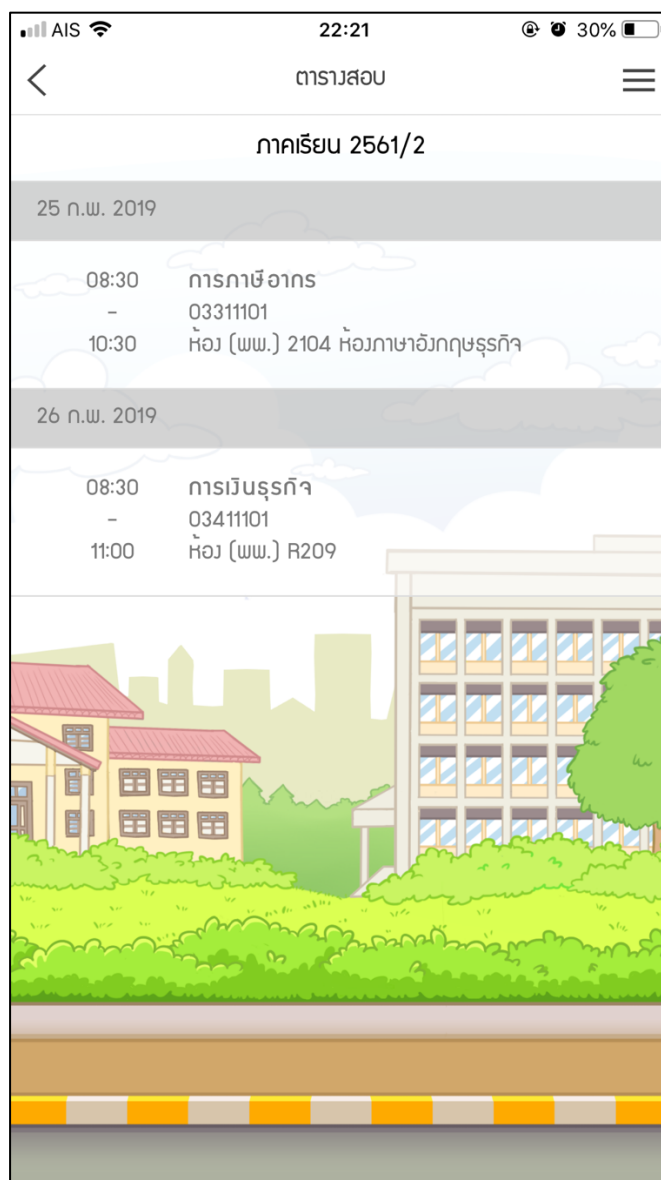 AIS 22:21 30%
ตารางสอบ
ภาคเรียน 2561/2
25 ก.พ. 2019
08:30 การภาษีอากร
- 03311101
10:30 ห้อง (พพ.) 2104 ห้องภาษาอังกฤษธุรกิจ
26 ก.พ. 2019
08:30 การเงินธุรกิจ
- 03411101
11:00 ห้อง (พพ.) R209